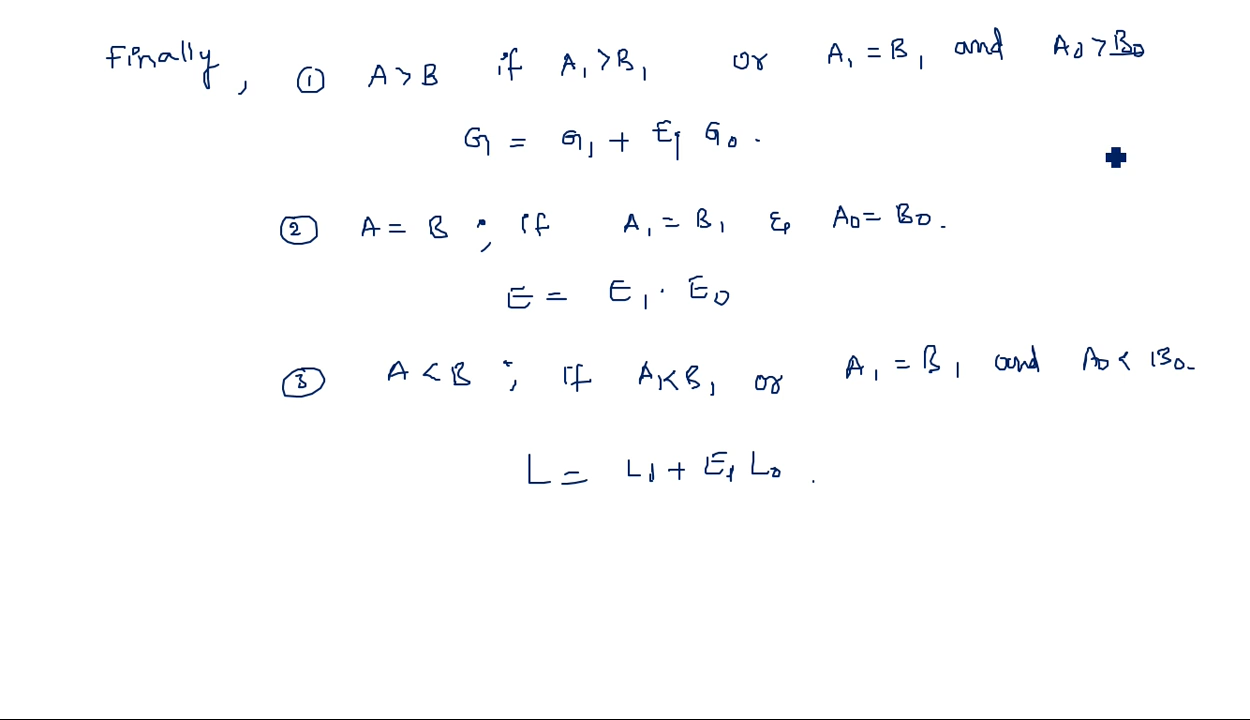 Finally, ① A > B if A₁ > B₁ or A₁ = B₁ and A₀ > B₀
G = G₁ + E₁ G₀.
② A = B ; if A₁ = B₁ & A₀ = B₀.
E = E₁ · E₀
③ A < B ; if A₁ < B₁ or A₁ = B₁ and A₀ < B₀.
L = L₁ + E₁ L₀.